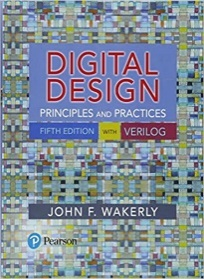 DIGITAL
DESIGN
PRINCIPLES AND PRACTICES
FIFTH EDITION WITH VERILOG
JOHN F. WAKERLY
P Pearson